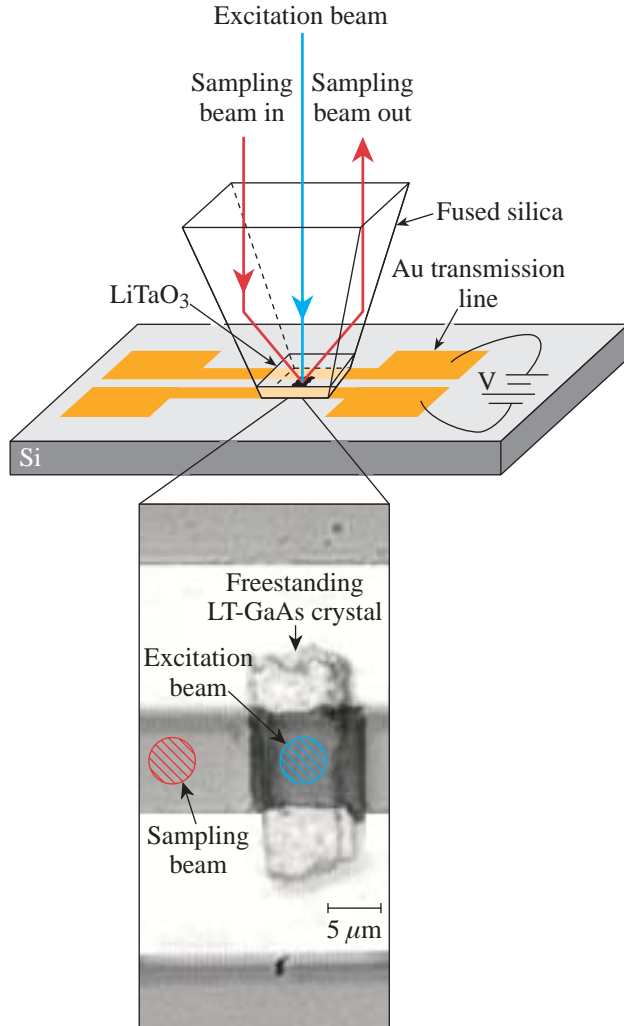 Excitation beam
Sampling
beam in
Sampling
beam out
Fused silica
LiTaO3
Au transmission
line
V
Si
Freestanding
LT-GaAs crystal
Excitation
beam
Sampling
beam
5 μm